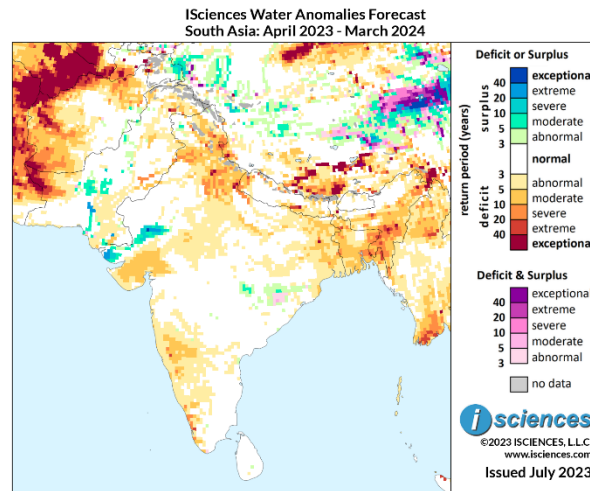 ISciences Water Anomalies Forecast
South Asia: April 2023 - March 2024
Deficit or Surplus
return period (years)
surplus
deficit
40 exceptional
20 extreme
10 severe
5 moderate
3 abnormal
normal
3 abnormal
5 moderate
10 severe
20 extreme
40 exceptional
Deficit & Surplus
40 exceptional
20 extreme
10 severe
5 moderate
3 abnormal
no data
i sciences
©2023 ISCIENCES, L.L.C.
www.isciences.com
Issued July 2023